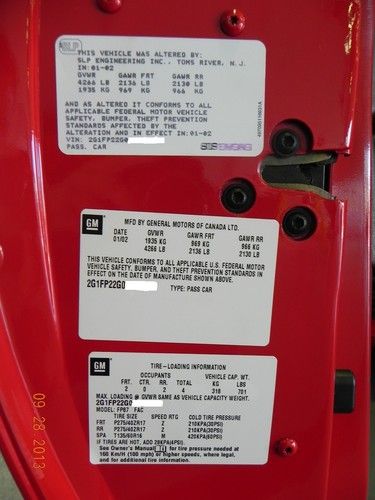 SLP
THIS VEHICLE WAS ALTERED BY:
SLP ENGINEERING INC., TOMS RIVER, N.J.
IN:01-02
GVWR GAWR FRT GAWR RR
4266 LB 2136 LB 2130 LB
1935 KG 969 KG 966 KG
AND AS ALTERED IT CONFORMS TO ALL
APPLICABLE FEDERAL MOTOR VEHICLE
SAFETY, BUMPER, THEFT PREVENTION
STANDARDS AFFECTED BY THE
ALTERATION AND IN EFFECT IN:01-02
VIN: 2G1FP22G0
PASS. CAR
GM
MFD BY GENERAL MOTORS OF CANADA LTD.
DATE GVWR GAWR FRT GAWR RR
01/02 1935 KG 969 KG 966 KG
4266 LB 2136 LB 2130 LB
THIS VEHICLE CONFORMS TO ALL APPLICABLE U.S. FEDERAL MOTOR
VEHICLE SAFETY, BUMPER, AND THEFT PREVENTION STANDARDS IN
EFFECT ON THE DATE OF MANUFACTURE SHOWN ABOVE.
2G1FP22G0 TYPE: PASS CAR
GM
TIRE-LOADING INFORMATION
OCCUPANTS VEHICLE CAP. WT.
FRT. CTR. RR. TOTAL KG LBS
2 0 2 4 318 701
MAX. LOADING @ GVWR SAME AS VEHICLE CAPACITY WEIGHT
2G1FP22G0
MODEL: FP87 FAC
TIRE SIZE SPEED RTG COLD TIRE PRESSURE
FRT P275/40ZR17 Z 210KPA(30PSI)
RR P275/40ZR17 Z 210KPA(30PSI)
SPA T135/60R16 M 420KPA(60PSI)
IF TIRES ARE HOT, ADD 28KPA(4PSI).
See Owner's Manual for tire pressure needed at
160 Km/H (100 mph) or higher speeds, where legal,
and for additional information.
09 28 2013